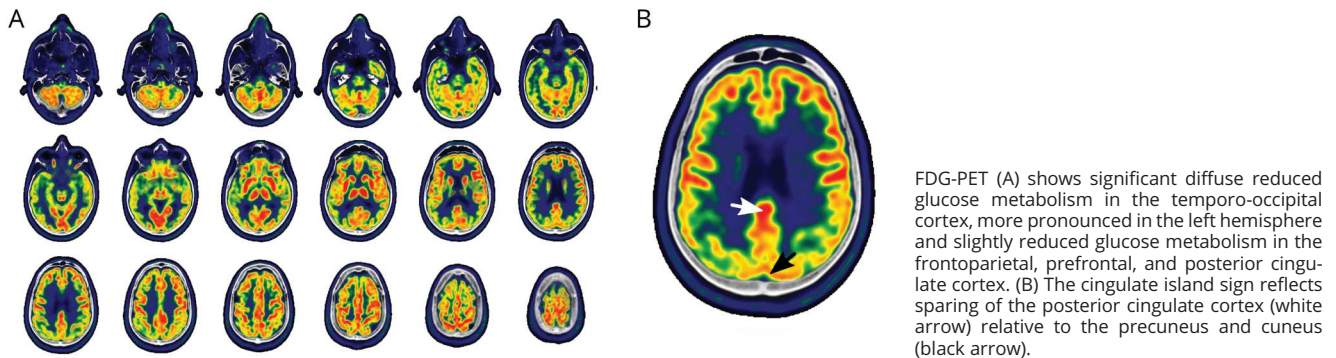 A
B
FDG-PET (A) shows significant diffuse reduced
glucose metabolism in the temporo-occipital
cortex, more pronounced in the left hemisphere
and slightly reduced glucose metabolism in the
frontoparietal, prefrontal, and posterior cingu-
late cortex. (B) The cingulate island sign reflects
sparing of the posterior cingulate cortex (white
arrow) relative to the precuneus and cuneus
(black arrow).